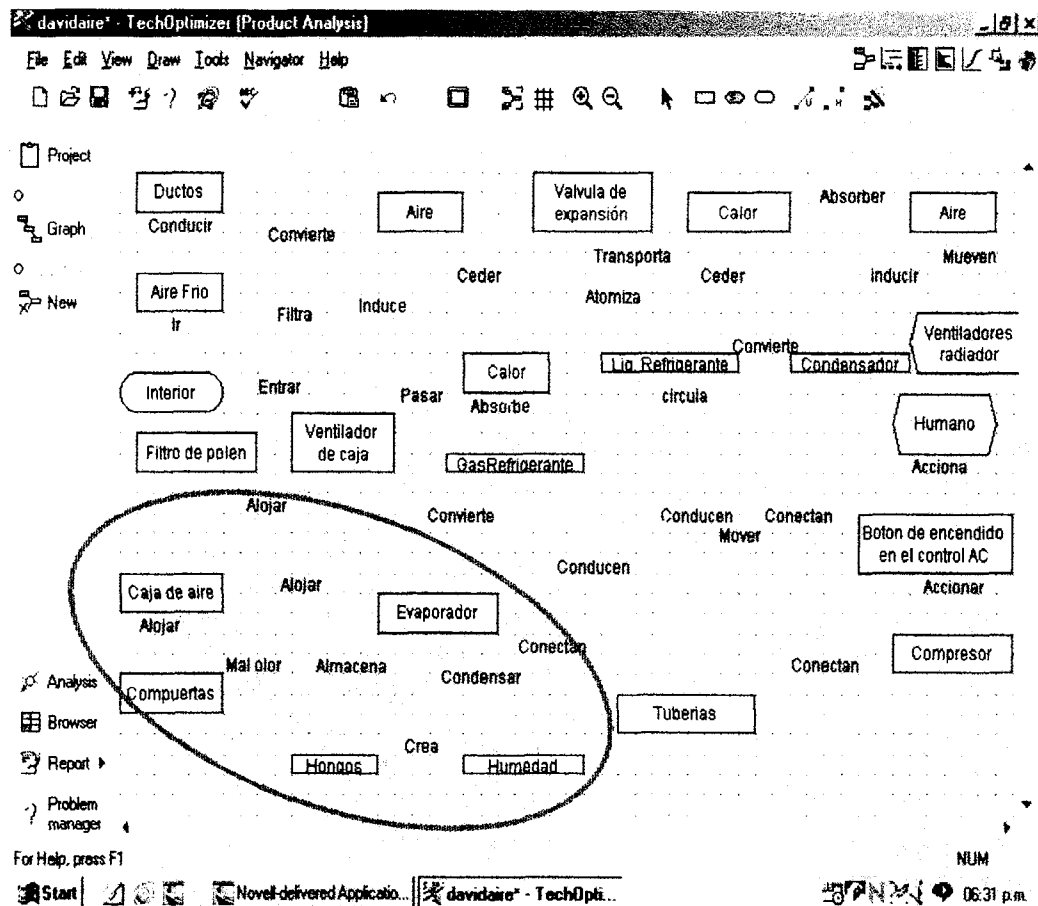 davidaire* - TechOptimizer [Product Analysis]
File Edit View Draw Tools Navigator Help
Project
Graph
New
Ductos
Conducir
Convierte
Aire
Valvula de
expansión
Calor
Absorber
Aire
Transporta
Mueven
Aire Frio
Ir
Ceder
Ceder
Inducir
Filtra
Induce
Atomiza
Interior
Entrar
Pasar
Calor
Absorbe
Liq. Refrigerante
Convierte
Condensador
Ventiladores
radiador
circula
Filtro de polen
Ventilador
de caja
GasRefrigerante
Humano
Acciona
Alojar
Convierte
Conducen
Conectan
Mover
Boton de encendido
en el control AC
Conducen
Accionar
Caja de aire
Alojar
Evaporador
Alojar
Conectan
Compresor
Mal olor
Almacena
Condensar
Conectan
Compuertas
Tuberias
Crea
Hongos
Humedad
Analysis
Browser
Report
Problem
manager
For Help, press F1
NUM
Start
Novell-delivered Applicatio...
davidaire* - TechOpti...
06:31 p.m.